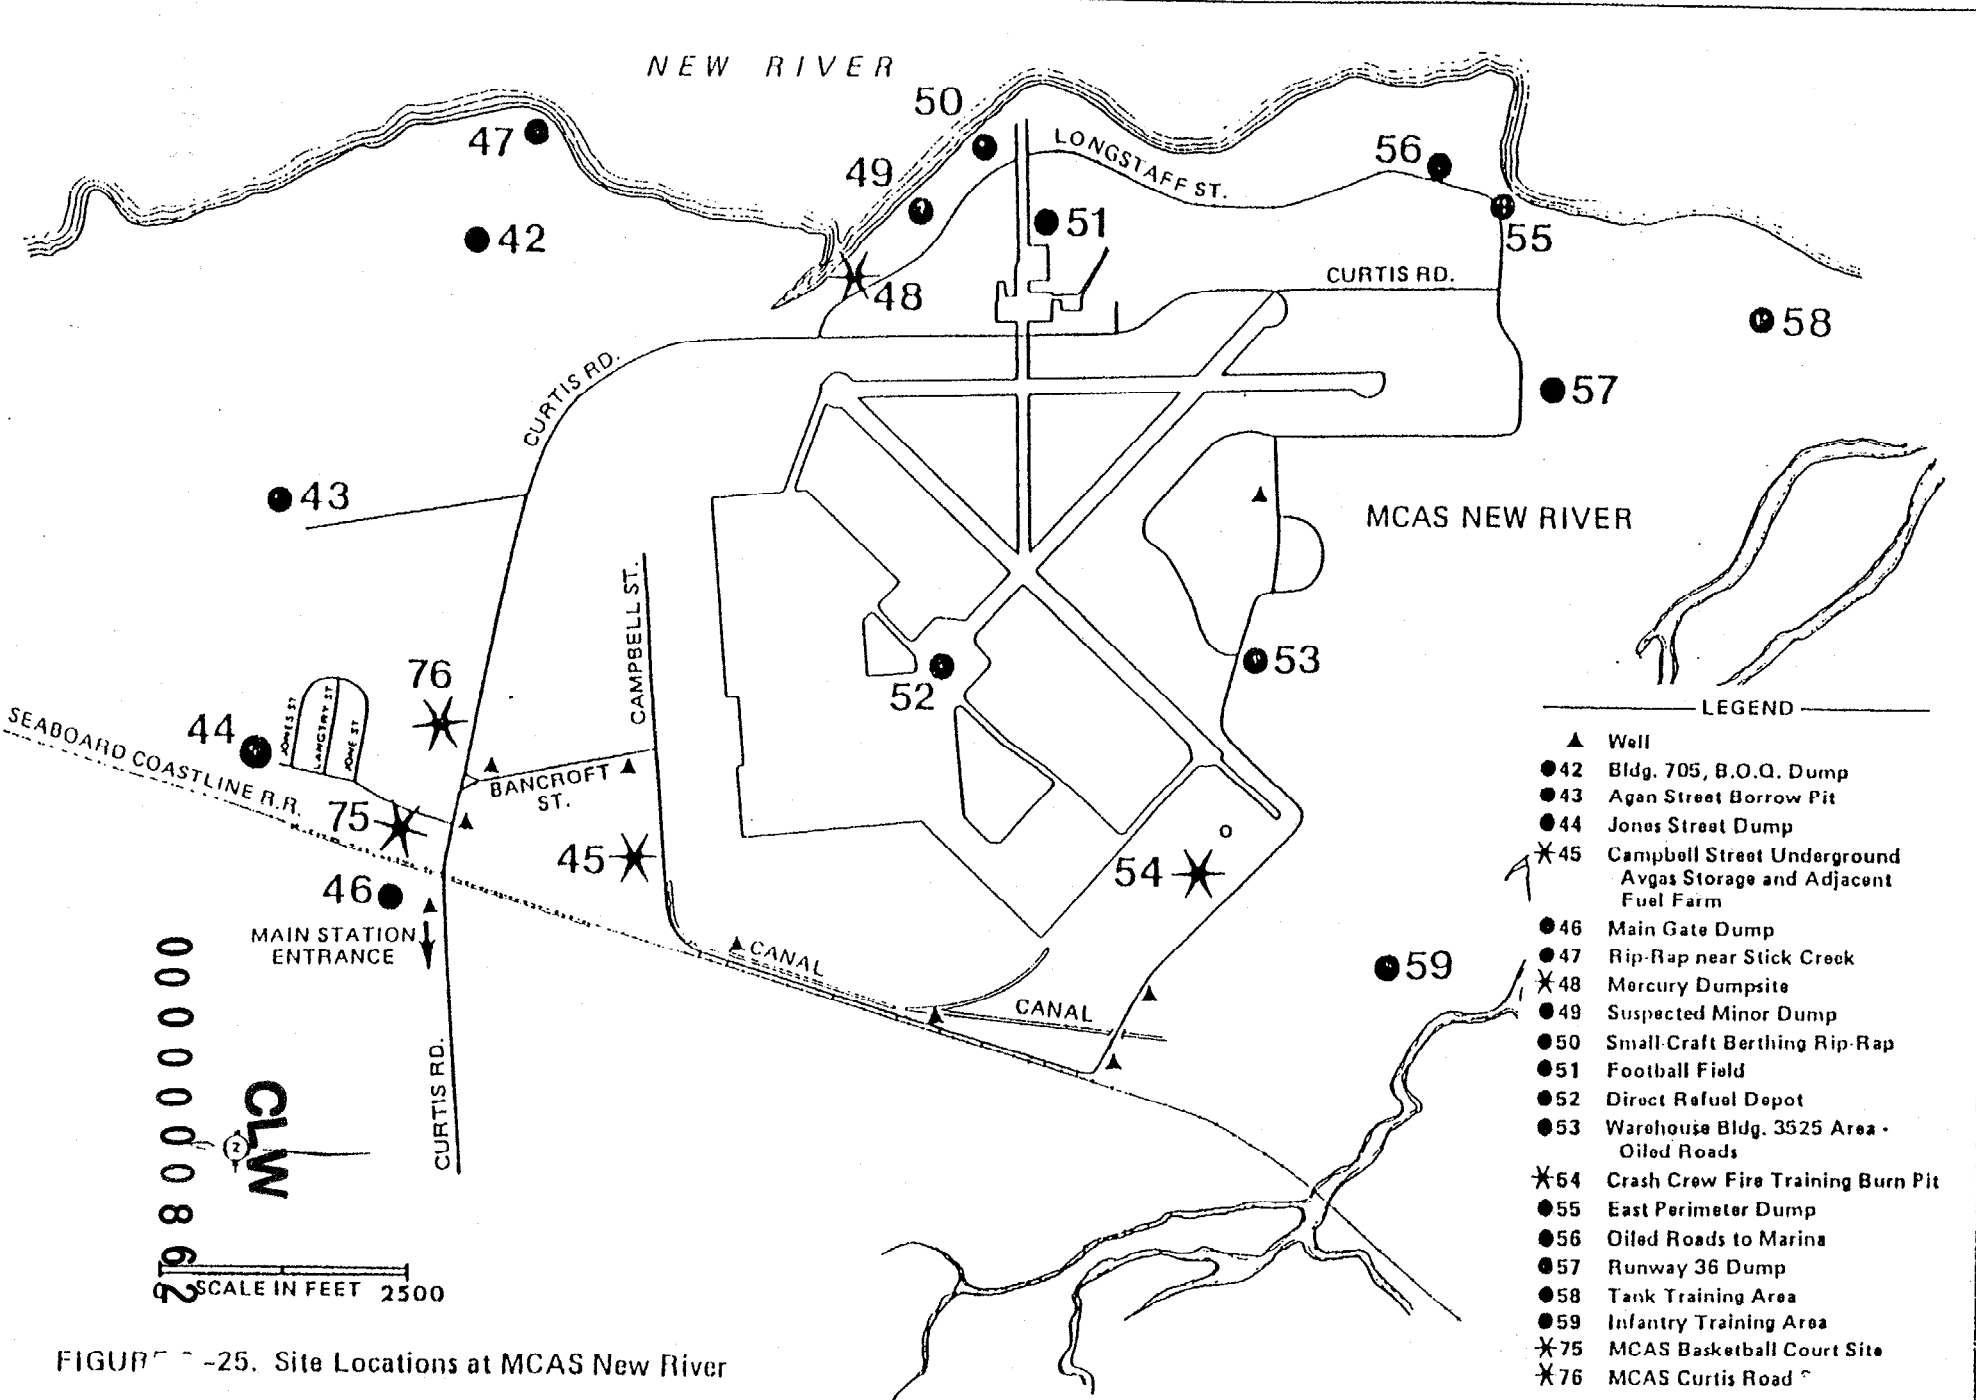 NEW RIVER
50
47
LONGSTAFF ST.
56
49
42
51
55
48
CURTIS RD.
58
CURTIS RD.
57
43
MCAS NEW RIVER
CAMPBELL ST.
76
53
52
SEABOARD COASTLINE R.R.
44
JONES ST
LANGSTRY ST
JONE ST
BANCROFT
ST.
75
45
54
46
MAIN STATION
ENTRANCE
CANAL
59
CANAL
CURTIS RD.
CLW
2
0000000862
SCALE IN FEET 2500
LEGEND
Well
42 Bldg. 705, B.O.Q. Dump
43 Agan Street Borrow Pit
44 Jones Street Dump
45 Campbell Street Underground
Avgas Storage and Adjacent
Fuel Farm
46 Main Gate Dump
47 Rip-Rap near Stick Creek
48 Mercury Dumpsite
49 Suspected Minor Dump
50 Small Craft Berthing Rip-Rap
51 Football Field
52 Direct Refuel Depot
53 Warehouse Bldg. 3525 Area -
Oiled Roads
54 Crash Crew Fire Training Burn Pit
55 East Perimeter Dump
56 Oiled Roads to Marina
57 Runway 36 Dump
58 Tank Training Area
59 Infantry Training Area
75 MCAS Basketball Court Site
76 MCAS Curtis Road
-25. Site Locations at MCAS New River